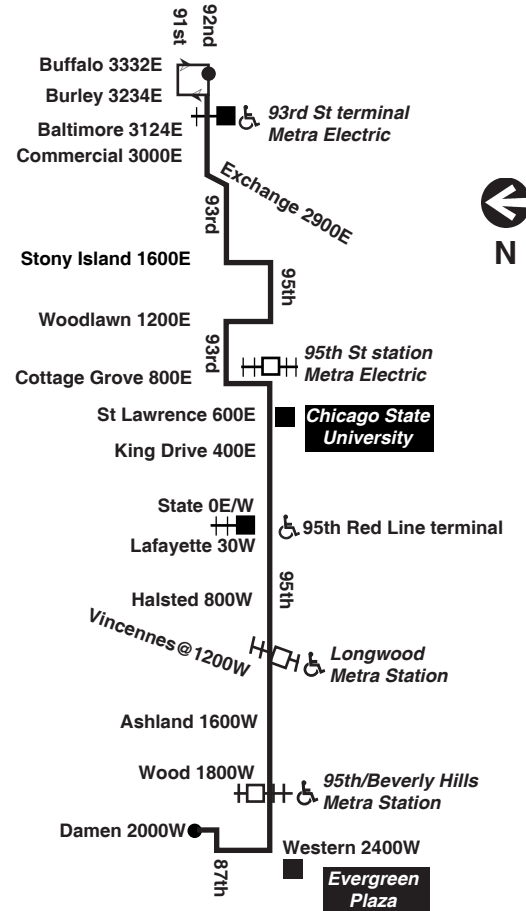 91st
92nd
Buffalo 3332E
Burley 3234E
Baltimore 3124E
93rd St terminal
Metra Electric
Commercial 3000E
Exchange 2900E
93rd
N
Stony Island 1600E
95th
Woodlawn 1200E
93rd
95th St station
Metra Electric
Cottage Grove 800E
St Lawrence 600E
Chicago State
University
King Drive 400E
State 0E/W
95th Red Line terminal
Lafayette 30W
95th
Halsted 800W
Vincennes@1200W
Longwood
Metra Station
Ashland 1600W
Wood 1800W
95th/Beverly Hills
Metra Station
Damen 2000W
87th
Western 2400W
Evergreen
Plaza